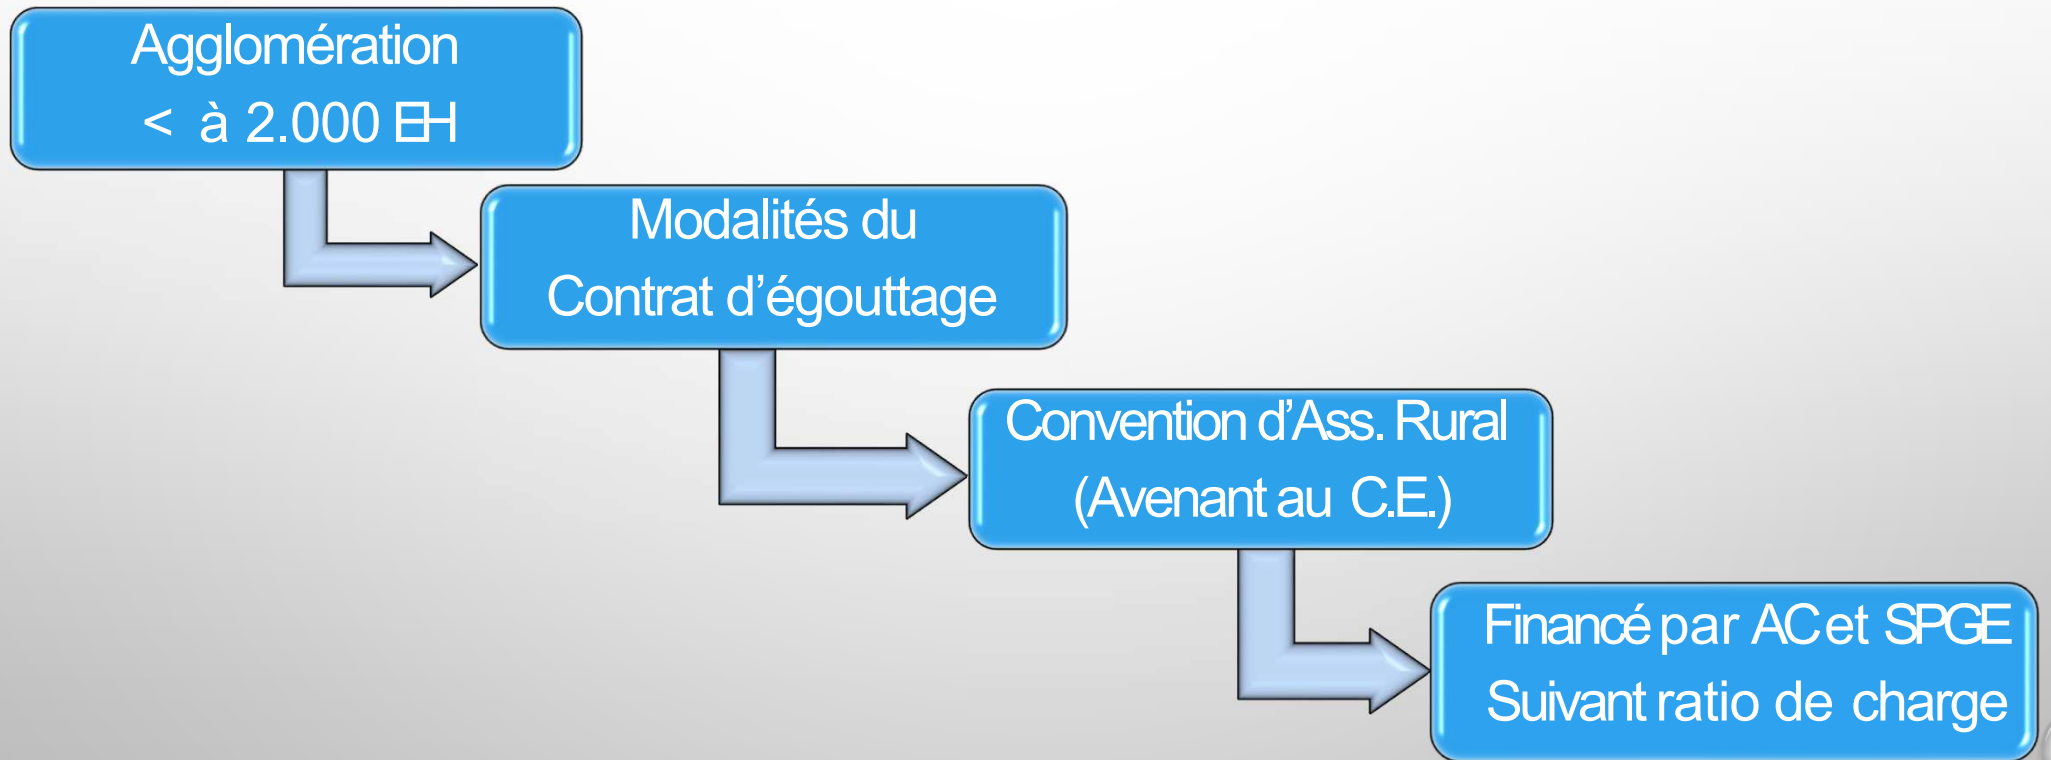 Agglomération
< à 2.000 EH
Modalités du
Contrat d’égouttage
Convention d’Ass. Rural
(Avenant au C.E.)
Financé par AC et SPGE
Suivant ratio de charge